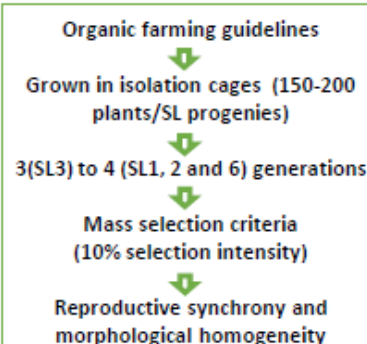 Organic farming guidelines
Grown in isolation cages (150-200
plants/SL progenies)
3(SL3) to 4 (SL1, 2 and 6) generations
Mass selection criteria
(10% selection intensity)
Reproductive synchrony and
morphological homogeneity